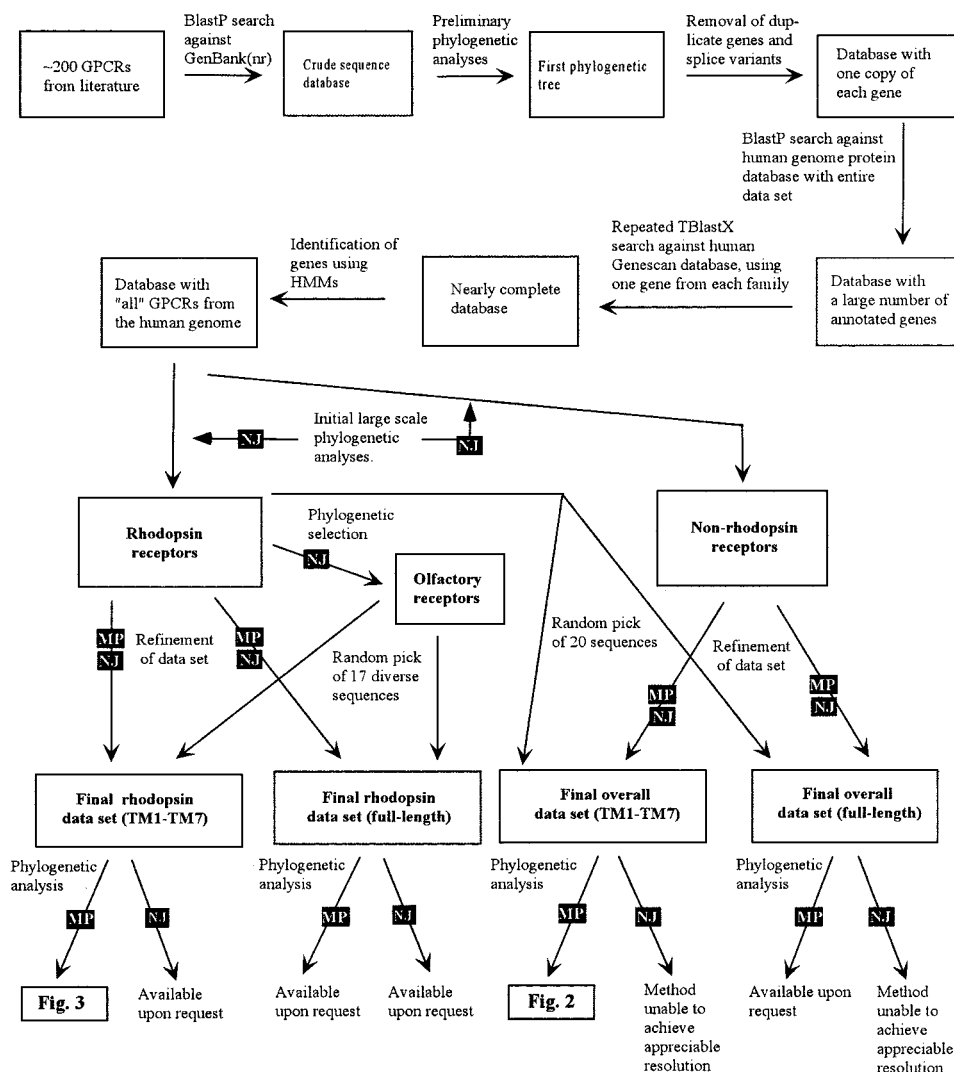 ~200 GPCRs
from literature
BlastP search
against
GenBank(nr)
Crude sequence
database
Preliminary
phylogenetic
analyses
First phylogenetic
tree
Removal of dup-
licate genes and
splice variants
Database with
one copy of
each gene
BlastP search against
human genome protein
database with entire
data set
Database with
a large number of
annotated genes
Repeated TBlastX
search against human
Genescan database, using
one gene from each family
Nearly complete
database
Identification of
genes using
HMMs
Database with
"all" GPCRs from
the human genome
NJ
Initial large scale
phylogenetic
analyses.
NJ
Rhodopsin
receptors
Phylogenetic
selection
NJ
Olfactory
receptors
Non-rhodopsin
receptors
MP
NJ
Refinement
of data set
MP
NJ
Random pick
of 17 diverse
sequences
Random pick
of 20 sequences
MP
NJ
Refinement
of data set
MP
NJ
Final rhodopsin
data set (TM1-TM7)
Final rhodopsin
data set (full-length)
Final overall
data set (TM1-TM7)
Final overall
data set (full-length)
Phylogenetic
analysis
MP
NJ
Phylogenetic
analysis
MP
NJ
Phylogenetic
analysis
MP
NJ
Phylogenetic
analysis
MP
NJ
Fig. 3
Available
upon request
Available
upon request
Available
upon request
Fig. 2
Method
unable to
achieve
appreciable
resolution
Available upon
request
Method
unable to
achieve
appreciable
resolution